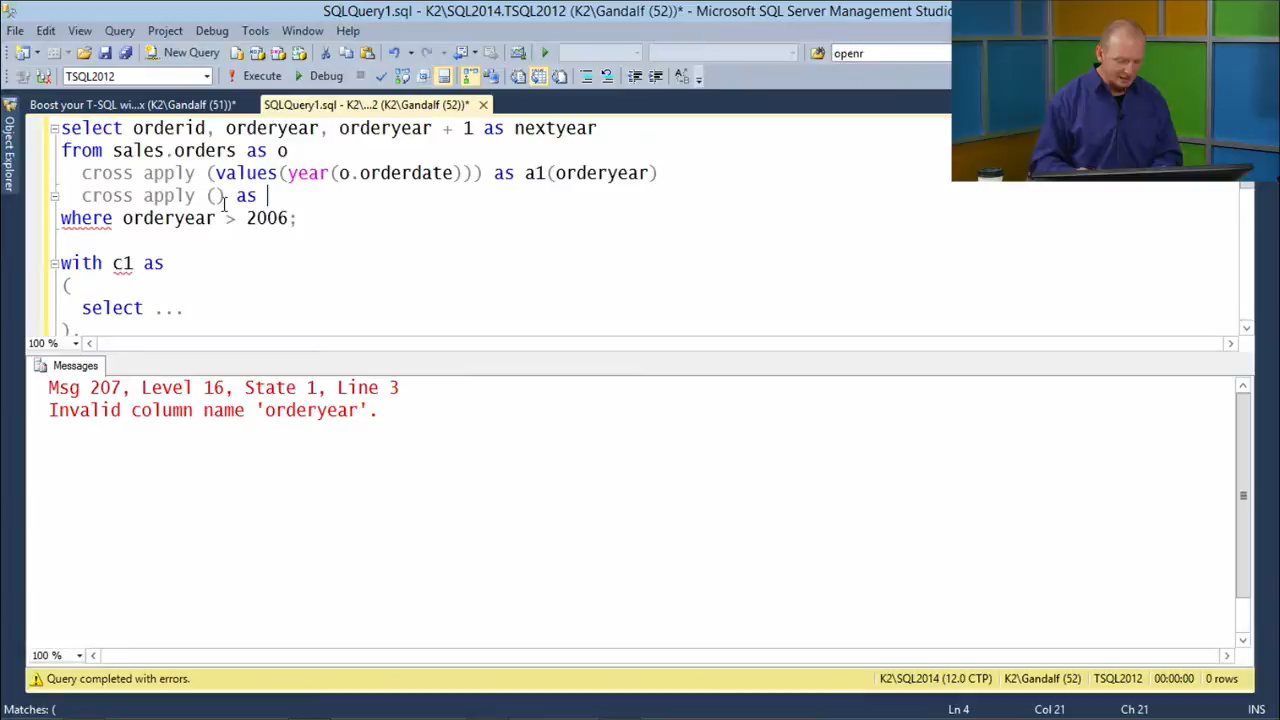 SQLQuery1.sql - K2\SQL2014.TSQL2012 (K2\Gandalf (52))* - Microsoft SQL Server Management Studio
File Edit View Query Project Debug Tools Window Help
New Query openr
TSQL2012 Execute Debug
Boost your T-SQL wi...x (K2\Gandalf (51))* SQLQuery1.sql - K2\...2 (K2\Gandalf (52))*
Object Explorer
select orderid, orderyear, orderyear + 1 as nextyear
from sales.orders as o
cross apply (values(year(o.orderdate))) as a1(orderyear)
cross apply () as
where orderyear > 2006;
with c1 as
(
select ...
),
100 %
Messages
Msg 207, Level 16, State 1, Line 3
Invalid column name 'orderyear'.
100 %
Query completed with errors. K2\SQL2014 (12.0 CTP) K2\Gandalf (52) TSQL2012 00:00:00 0 rows
Matches: ( Ln 4 Col 21 Ch 21 INS